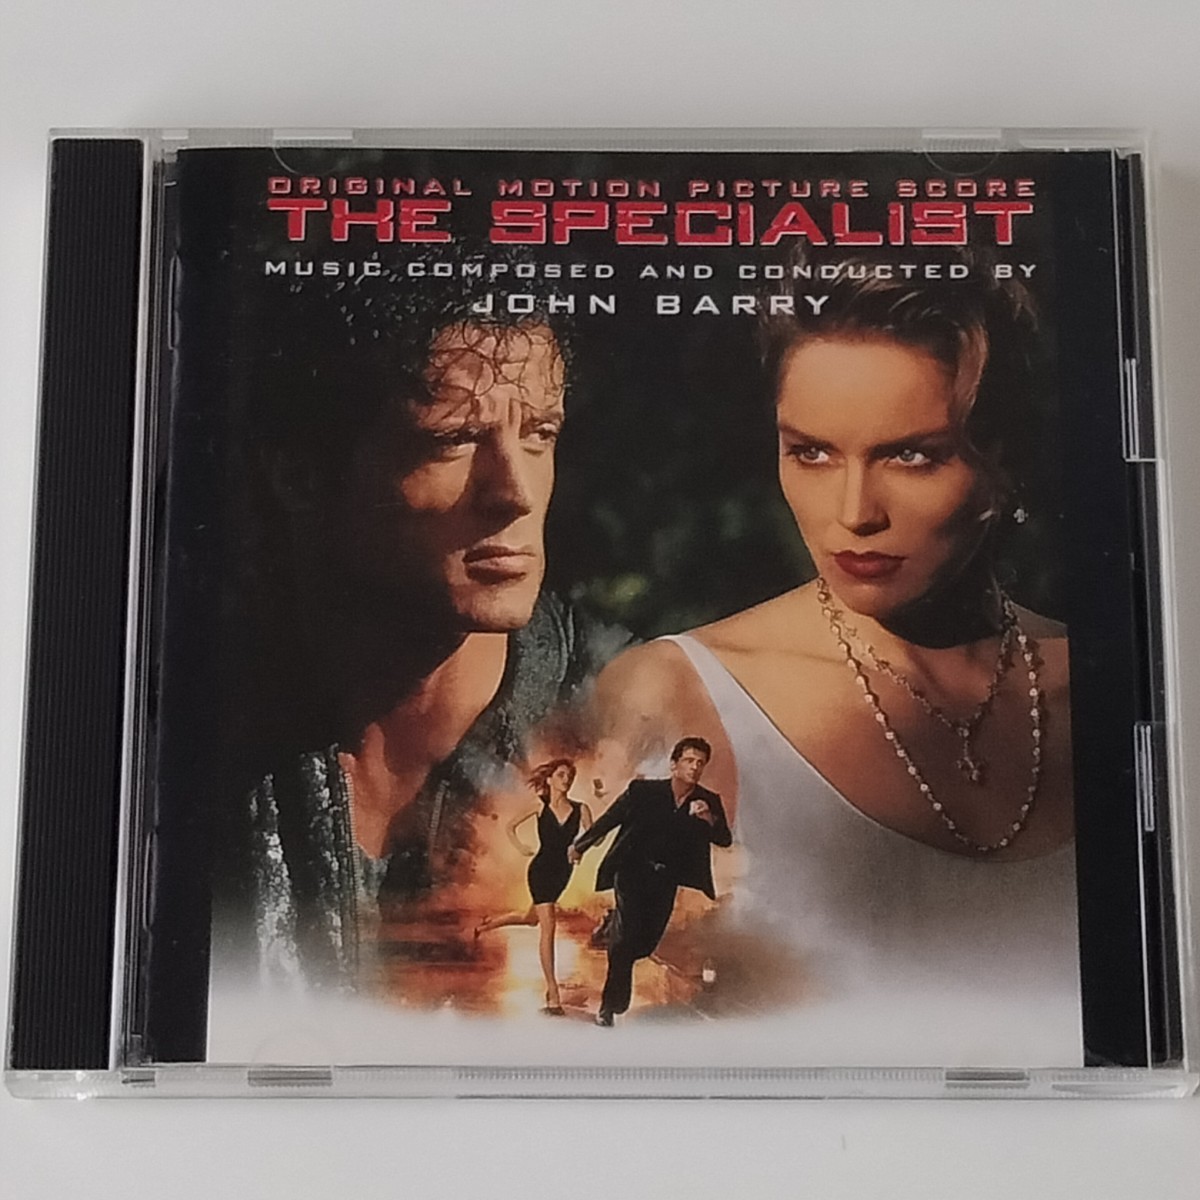 ORIGINAL MOTION PICTURE SCORE
THE SPECIALIST
MUSIC COMPOSED AND CONDUCTED BY
JOHN BARRY